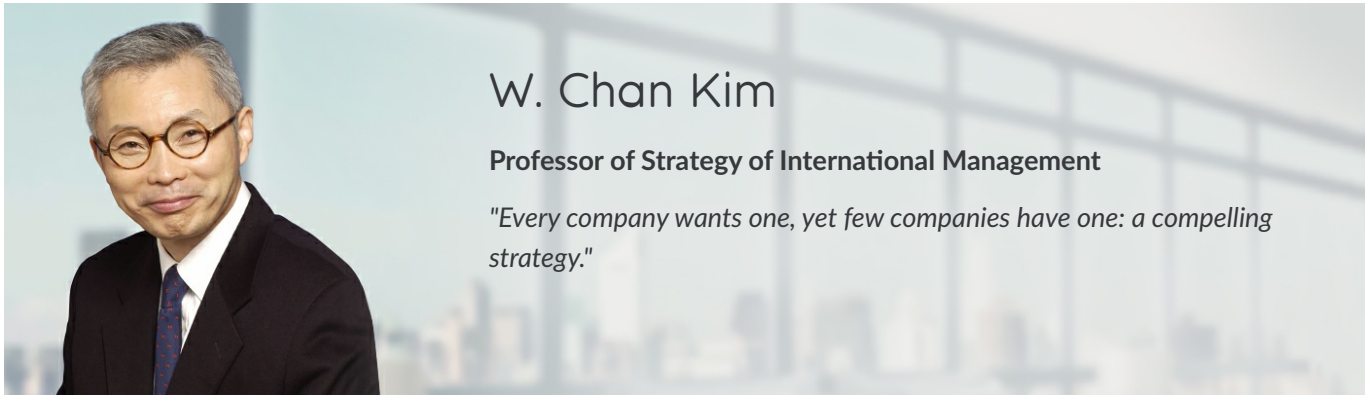 W. Chan Kim
Professor of Strategy of International Management
"Every company wants one, yet few companies have one: a compelling
strategy."